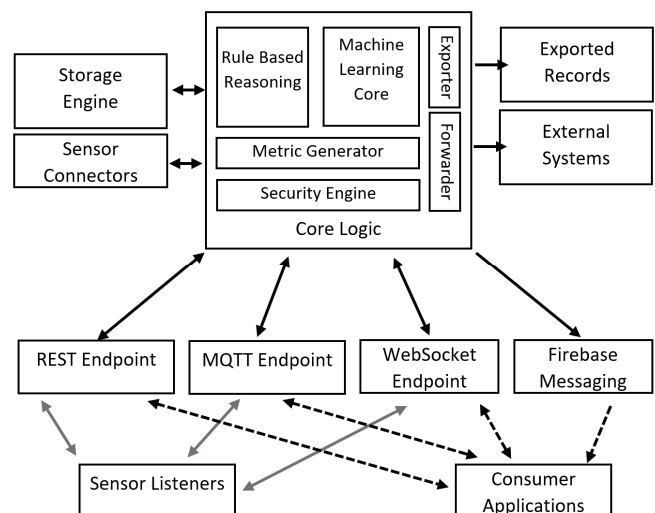 Storage
Engine
Sensor
Connectors
Rule Based
Reasoning
Machine
Learning
Core
Exporter
Forwarder
Metric Generator
Security Engine
Core Logic
Exported
Records
External
Systems
REST Endpoint
MQTT Endpoint
WebSocket
Endpoint
Firebase
Messaging
Sensor Listeners
Consumer
Applications